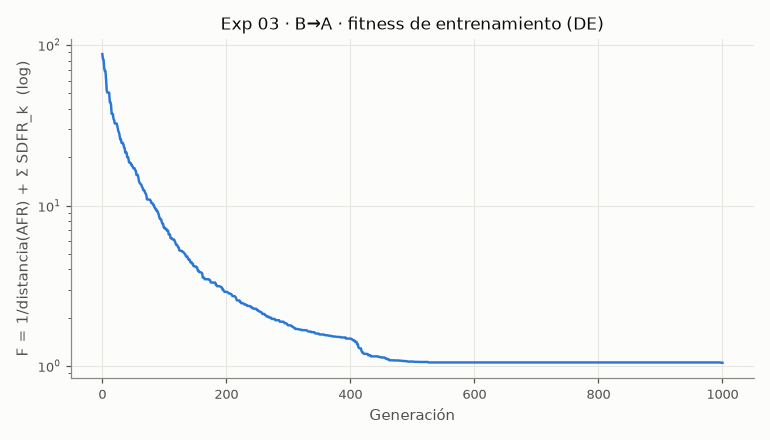 Exp 03 · B→A · fitness de entrenamiento (DE)
F = 1/distancia(AFR) + Σ SDFR_k (log)
10²
10¹
10⁰
0 200 400 600 800 1000
Generación